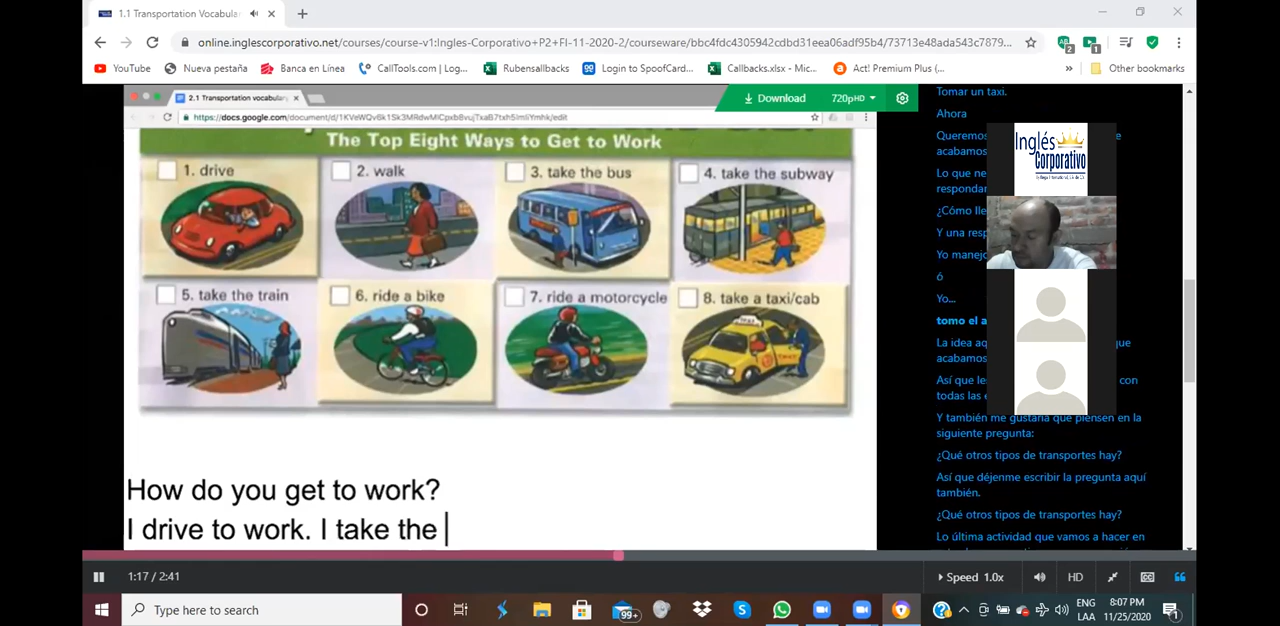 1.1 Transportation Vocabular
online.inglescorporativo.net/courses/course-v1:Ingles-Corporativo+P2+FI-11-2020-2/courseware/bbc4fdc4305942cdbd31eea06adf95b4/73713e48ada543c7879...
YouTube
Nueva pestaña
Banca en Línea
CallTools.com | Log...
Rubensallbacks
Login to SpoofCard...
Callbacks.xlsx - Mic...
Act! Premium Plus (...
»
Other bookmarks
2.1 Transportation vocabulary
Download
720pHD
The Top Eight Ways to Get to Work
1. drive
2. walk
3. take the bus
4. take the subway
5. take the train
6. ride a bike
7. ride a motorcycle
8. take a taxi/cab
How do you get to work?
I drive to work. I take the
Tomar un taxi.
Ahora
Queremos
acabamos
Lo que ne
respondar
¿Cómo lle
Y una resp
Yo manejo
ó
Yo...
tomo el a
La idea aq
que
acabamos
Así que les
con
todas las e
Y también me gustaría que piensen en la
siguiente pregunta:
¿Qué otros tipos de transportes hay?
Así que déjenme escribir la pregunta aquí
también.
¿Qué otros tipos de transportes hay?
Lo última actividad que vamos a hacer en
Inglés
Corporativo
1:17 / 2:41
Speed 1.0x
HD
Type here to search
99+
ENG
LAA
8:07 PM
11/25/2020